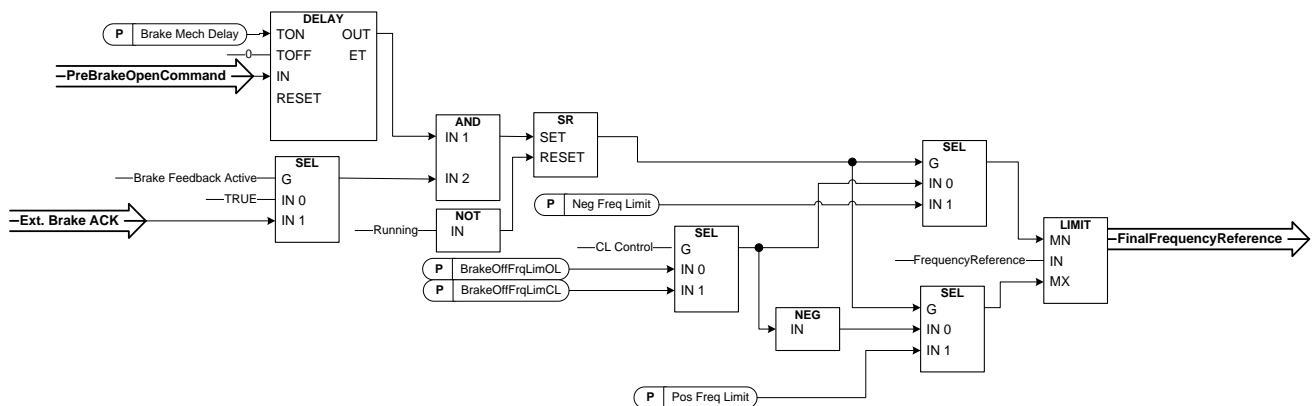 DELAY
P Brake Mech Delay
TON OUT
0 TOFF ET
PreBrakeOpenCommand IN
RESET
AND
IN 1
IN 2
SR
SET
RESET
SEL
Brake Feedback Active G
TRUE IN 0
Ext. Brake ACK IN 1
NOT
Running IN
SEL
G
IN 0
IN 1
P Neg Freq Limit
SEL
CL Control G
P BrakeOffFrqLimOL IN 0
P BrakeOffFrqLimCL IN 1
LIMIT
MN FinalFrequencyReference
FrequencyReference IN
MX
NEG
IN
SEL
G
IN 0
IN 1
P Pos Freq Limit